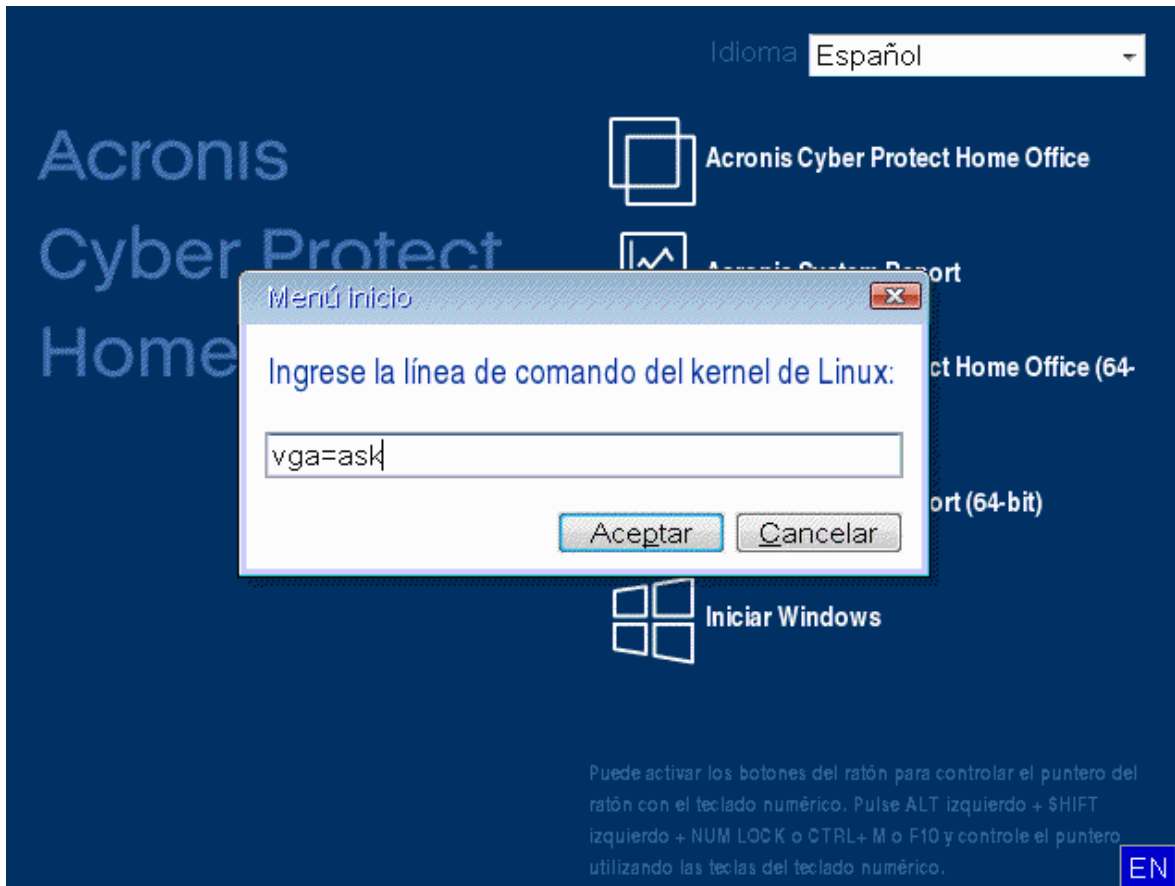 Idioma Español
Acronis
Cyber Protect
Home
Acronis Cyber Protect Home Office
Acronis System Report
ct Home Office (64-
ort (64-bit)
Iniciar Windows
Menú inicio
Ingrese la línea de comando del kernel de Linux:
vga=ask
Aceptar Cancelar
Puede activar los botones del ratón para controlar el puntero del
ratón con el teclado numérico. Pulse ALT izquierdo + SHIFT
izquierdo + NUM LOCK o CTRL+ M o F10 y controle el puntero
utilizando las teclas del teclado numérico.
EN